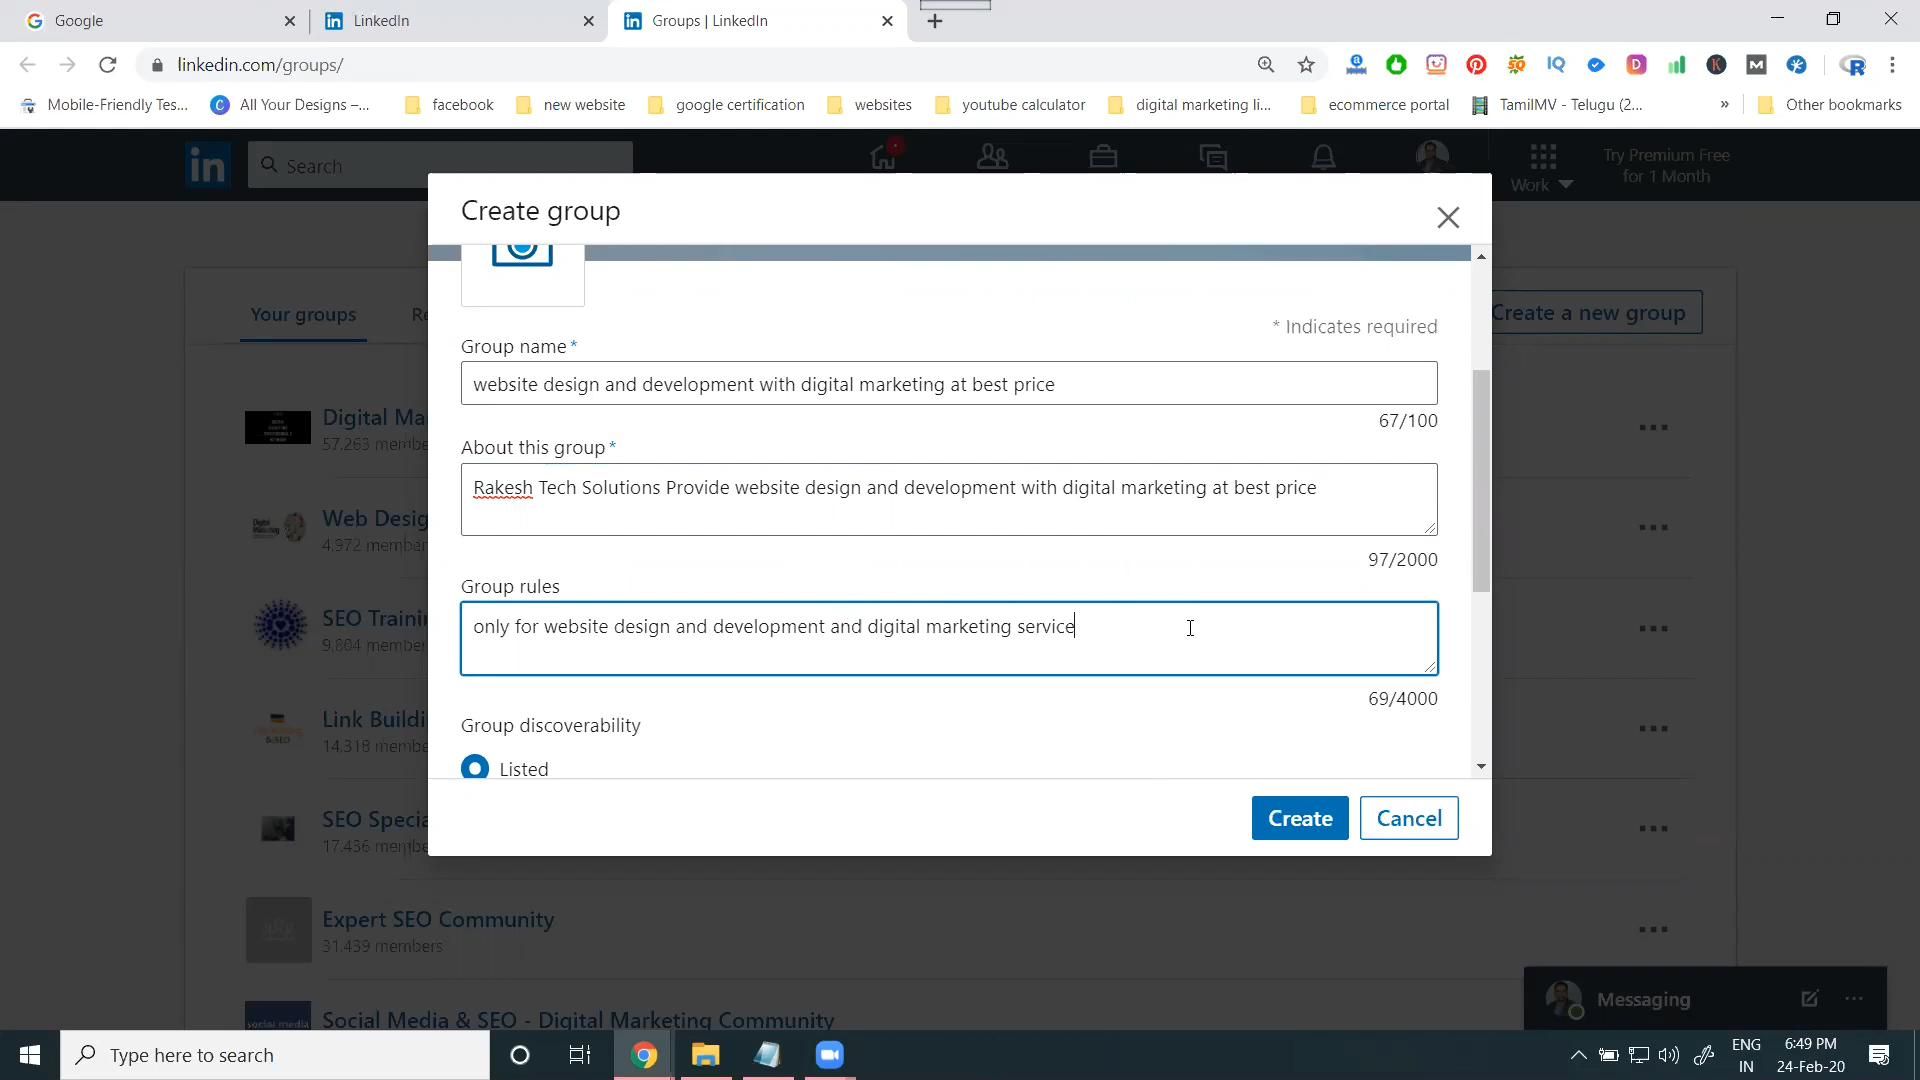 Google
LinkedIn
Groups | LinkedIn
linkedin.com/groups/
Mobile-Friendly Tes...
All Your Designs –...
facebook
new website
google certification
websites
youtube calculator
digital marketing li...
ecommerce portal
TamilMV - Telugu (2...
»
Other bookmarks
in
Search
Work
Try Premium Free
for 1 Month
Create group
* Indicates required
Group name*
website design and development with digital marketing at best price
67/100
About this group*
Rakesh Tech Solutions Provide website design and development with digital marketing at best price
97/2000
Group rules
only for website design and development and digital marketing service
69/4000
Group discoverability
Listed
Create
Cancel
Your groups
Re
Create a new group
Digital Ma
57,263 membe
Web Desig
4,972 member
SEO Traini
9,804 member
Link Buildi
14,318 membe
SEO Specia
17,436 membe
Expert SEO Community
31,439 members
Social Media & SEO - Digital Marketing Community
Messaging
Type here to search
ENG
IN
6:49 PM
24-Feb-20